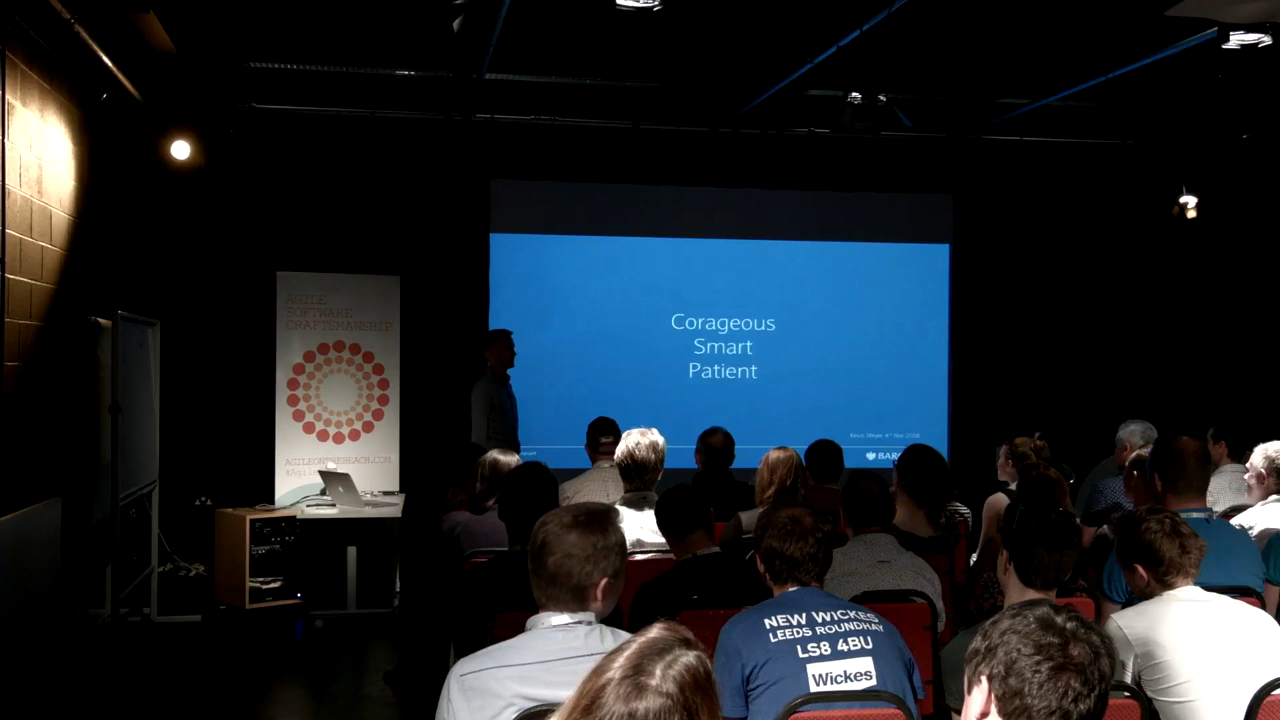 AGILE
SOFTWARE
CRAFTSMANSHIP
AGILEONTHEBEACH.COM
Corageous
Smart
Patient
NEW WICKES
LEEDS ROUNDHAY
LS8 4BU
Wickes